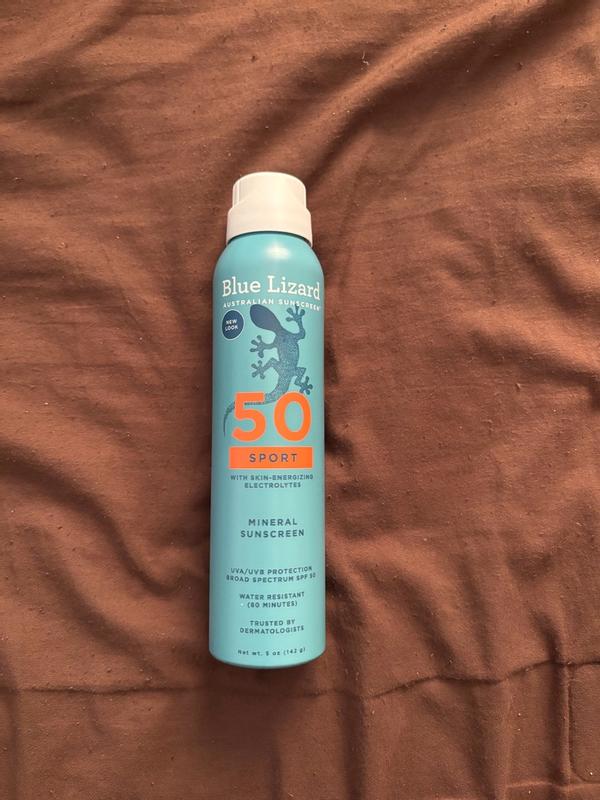 Blue Lizard
AUSTRALIAN SUNSCREEN
NEW
LOOK
50
SPORT
WITH SKIN-ENERGIZING
ELECTROLYTES
MINERAL
SUNSCREEN
UVA/UVB PROTECTION
BROAD SPECTRUM SPF 50
WATER RESISTANT
(80 MINUTES)
TRUSTED BY
DERMATOLOGISTS
Net wt. 5 oz (142 g)